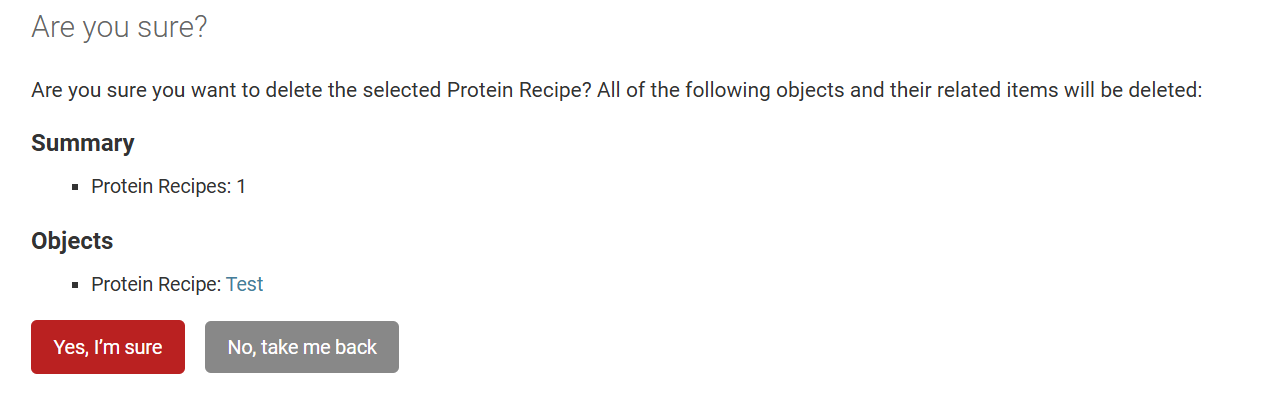 Are you sure?
Are you sure you want to delete the selected Protein Recipe? All of the following objects and their related items will be deleted:
Summary
Protein Recipes: 1
Objects
Protein Recipe: Test
Yes, I’m sure
No, take me back